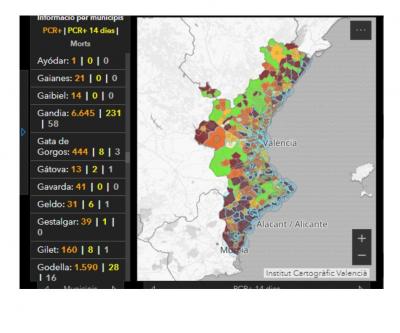 Informació per municipis
PCR+ | PCR+ 14 dies |
Morts
Ayódar: 1 | 0 | 0
Gaianes: 21 | 0 | 0
Gaibiel: 14 | 0 | 0
Gandia: 6.645 | 231
| 58
Gata de
Gorgos: 444 | 8 | 3
Gátova: 13 | 2 | 1
Gavarda: 41 | 0 | 0
Geldo: 31 | 6 | 1
Gestalgar: 39 | 1 |
0
Gilet: 160 | 8 | 1
Godella: 1.590 | 28
| 16
Municipis
València
Alacant / Alicante
Murcia
+
−
Institut Cartogràfic Valencià
PCR+ 14 dies